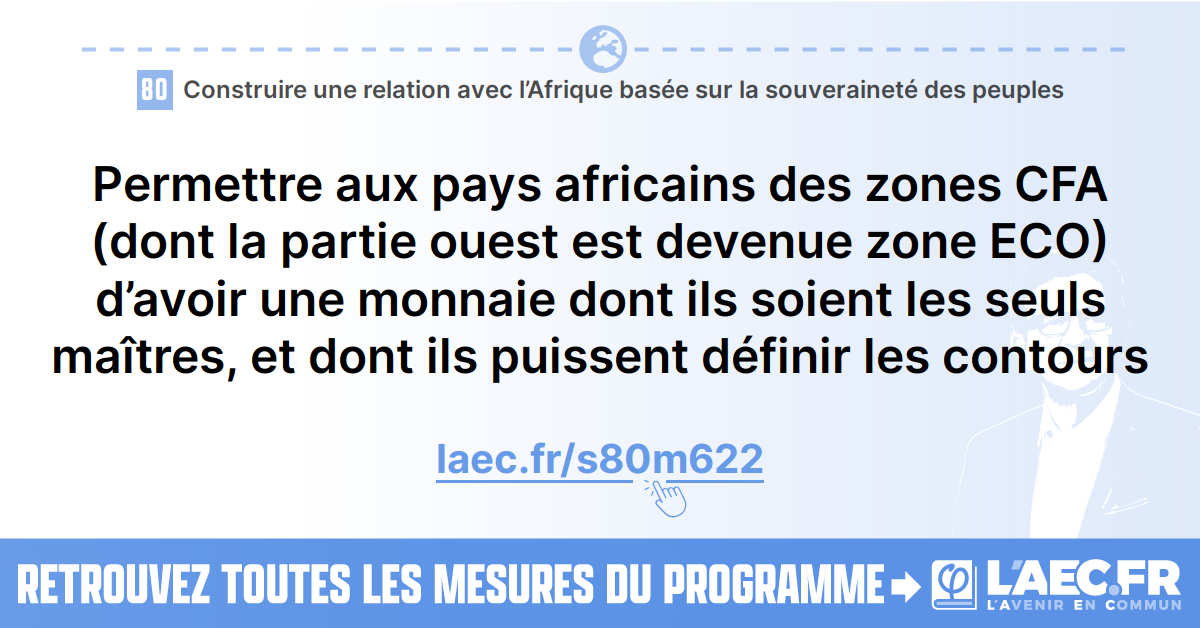 80 Construire une relation avec l’Afrique basée sur la souveraineté des peuples
Permettre aux pays africains des zones CFA
(dont la partie ouest est devenue zone ECO)
d’avoir une monnaie dont ils soient les seuls
maîtres, et dont ils puissent définir les contours
laec.fr/s80m622
RETROUVEZ TOUTES LES MESURES DU PROGRAMME
L'AEC.FR
L'AVENIR EN COMMUN